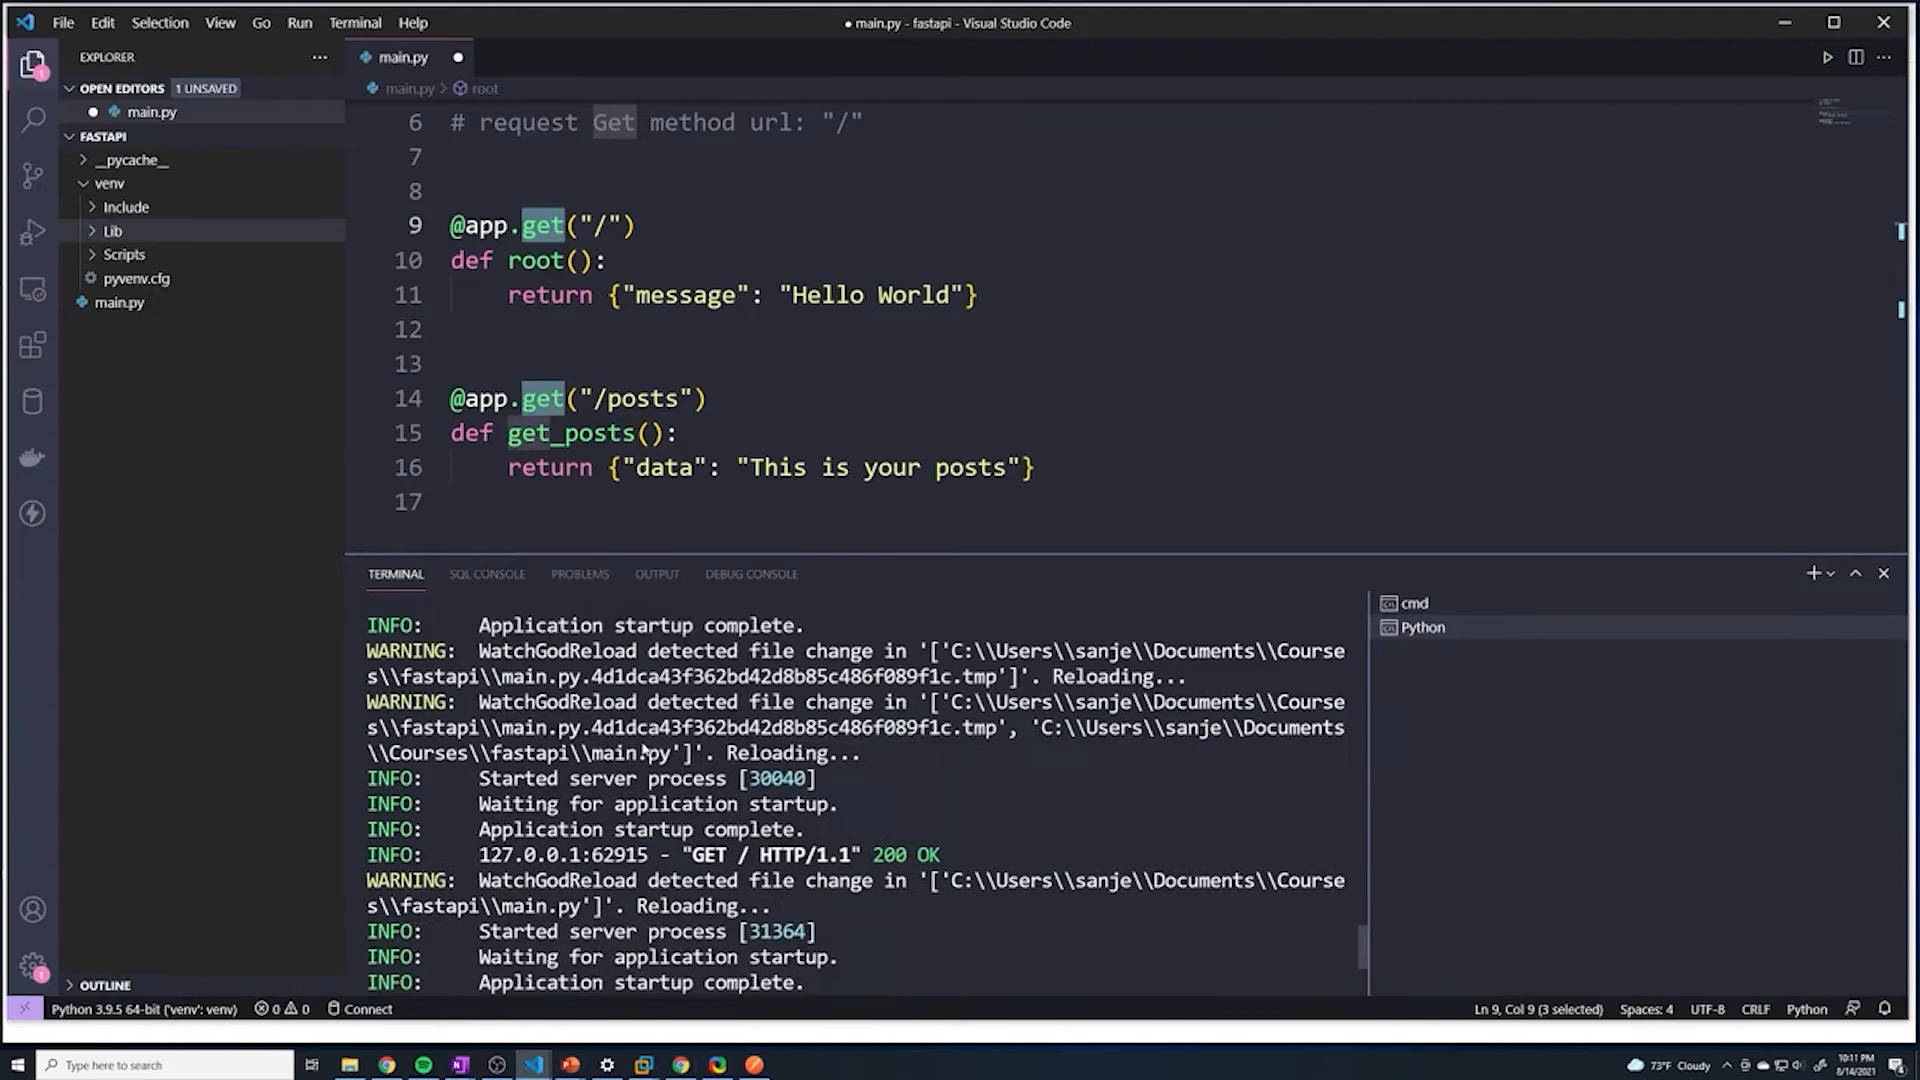 File Edit Selection View Go Run Terminal Help
● main.py - fastapi - Visual Studio Code
EXPLORER
OPEN EDITORS 1 UNSAVED
main.py
FASTAPI
__pycache__
venv
Include
Lib
Scripts
pyvenv.cfg
main.py
OUTLINE
main.py
main.py > root
6 # request Get method url: "/"
7
8
9 @app.get("/")
10 def root():
11 return {"message": "Hello World"}
12
13
14 @app.get("/posts")
15 def get_posts():
16 return {"data": "This is your posts"}
17
TERMINAL SQL CONSOLE PROBLEMS OUTPUT DEBUG CONSOLE
INFO: Application startup complete.
WARNING: WatchGodReload detected file change in '['C:\\Users\\sanje\\Documents\\Course
s\\fastapi\\main.py.4d1dca43f362bd42d8b85c486f089f1c.tmp']'. Reloading...
WARNING: WatchGodReload detected file change in '['C:\\Users\\sanje\\Documents\\Course
s\\fastapi\\main.py.4d1dca43f362bd42d8b85c486f089f1c.tmp', 'C:\\Users\\sanje\\Documents
\\Courses\\fastapi\\main.py']'. Reloading...
INFO: Started server process [30040]
INFO: Waiting for application startup.
INFO: Application startup complete.
INFO: 127.0.0.1:62915 - "GET / HTTP/1.1" 200 OK
WARNING: WatchGodReload detected file change in '['C:\\Users\\sanje\\Documents\\Course
s\\fastapi\\main.py']'. Reloading...
INFO: Started server process [31364]
INFO: Waiting for application startup.
INFO: Application startup complete.
cmd
Python
Python 3.9.5 64-bit ('venv': venv) 0 0 Connect
Ln 9, Col 9 (3 selected) Spaces: 4 UTF-8 CRLF Python
Type here to search
73°F Cloudy
10:11 PM
8/14/2021